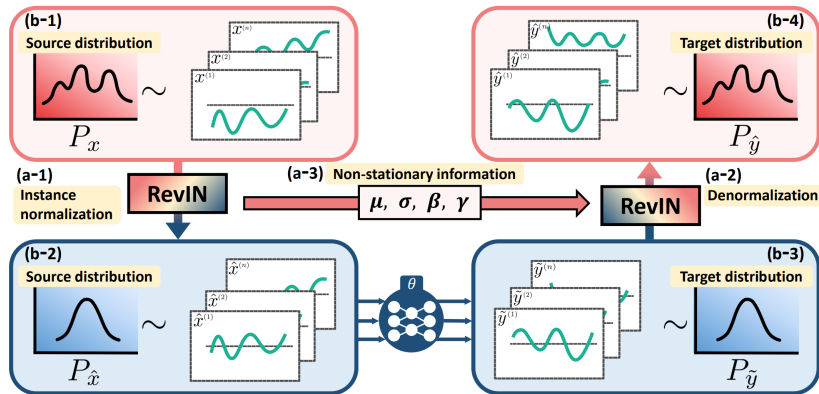 (b-1)
Source distribution
x^{(n)}
x^{(2)}
x^{(1)}
∼
P_x
(b-4)
Target distribution
ŷ^{(n)}
ŷ^{(2)}
ŷ^{(1)}
∼
P_ŷ
(a-1)
Instance
normalization
RevIN
(a-3)
Non-stationary information
μ, σ, β, γ
(a-2)
Denormalization
RevIN
(b-2)
Source distribution
x̂^{(n)}
x̂^{(2)}
x̂^{(1)}
∼
P_x̂
θ
(b-3)
Target distribution
ỹ^{(n)}
ỹ^{(2)}
ỹ^{(1)}
∼
P_ỹ